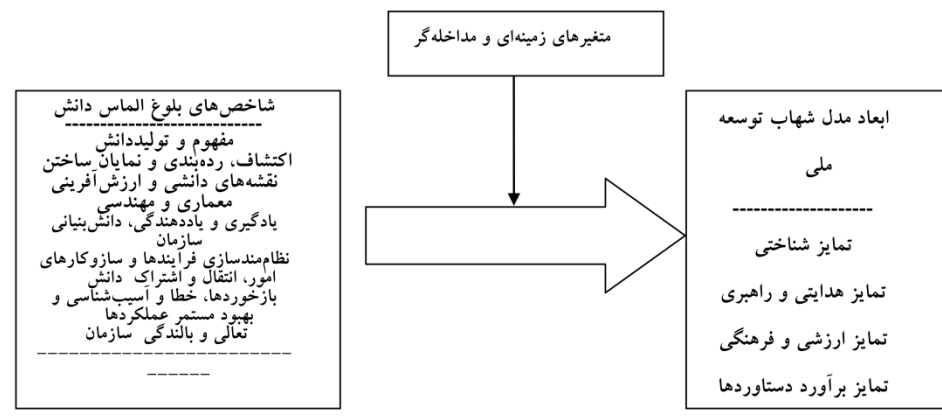 متغیرهای زمینه‌ای و مداخله‌گر
شاخص‌های بلوغ الماس دانش
---------------------------
مفهوم و تولیددانش
اکتشاف، رده‌بندی و نمایان ساختن
نقشه‌های دانشی و ارزش‌آفرینی
معماری و مهندسی
یادگیری و یاددهندگی، دانش‌بنیانی
سازمان
نظام‌مندسازی فرآیندها و سازوکارهای
امور، انتقال و اشتراک دانش
بازخوردها، خطا و آسیب‌شناسی و
بهبود مستمر عملکردها
تعالی و بالندگی سازمان
________________________
______
ابعاد مدل شهاب توسعه
ملی
--------------------
تمایز شناختی
تمایز هدایتی و راهبری
تمایز ارزشی و فرهنگی
تمایز برآورد دستاوردها